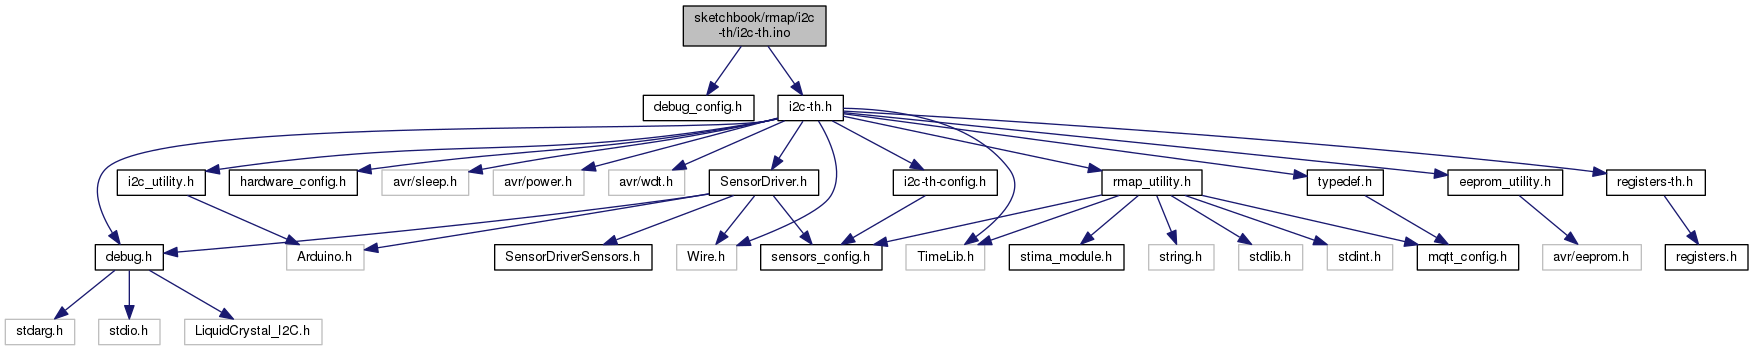 sketchbook/rmap/i2c
-th/i2c-th.ino
debug_config.h
i2c-th.h
i2c_utility.h
hardware_config.h
avr/sleep.h
avr/power.h
avr/wdt.h
SensorDriver.h
i2c-th-config.h
rmap_utility.h
typedef.h
eeprom_utility.h
registers-th.h
debug.h
Arduino.h
SensorDriverSensors.h
Wire.h
sensors_config.h
TimeLib.h
stima_module.h
string.h
stdlib.h
stdint.h
mqtt_config.h
avr/eeprom.h
registers.h
stdarg.h
stdio.h
LiquidCrystal_I2C.h